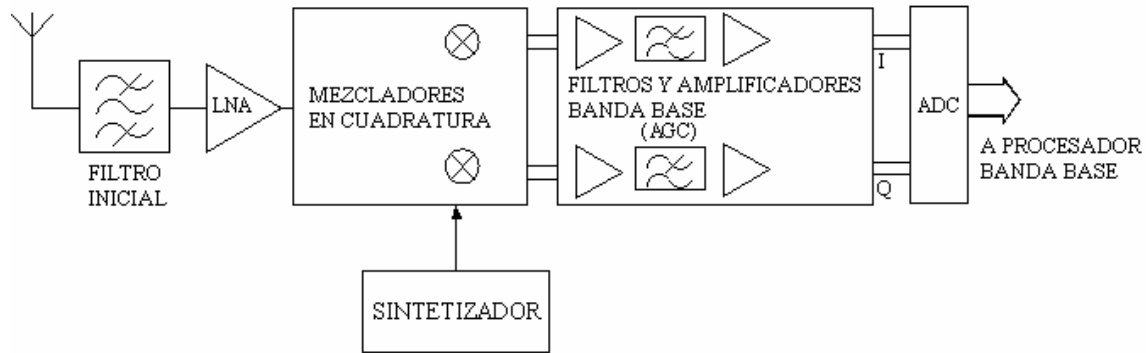 FILTRO
INICIAL
LNA
MEZCLADORES
EN CUADRATURA
SINTETIZADOR
FILTROS Y AMPLIFICADORES
BANDA BASE
(AGC)
I
Q
ADC
A PROCESADOR
BANDA BASE